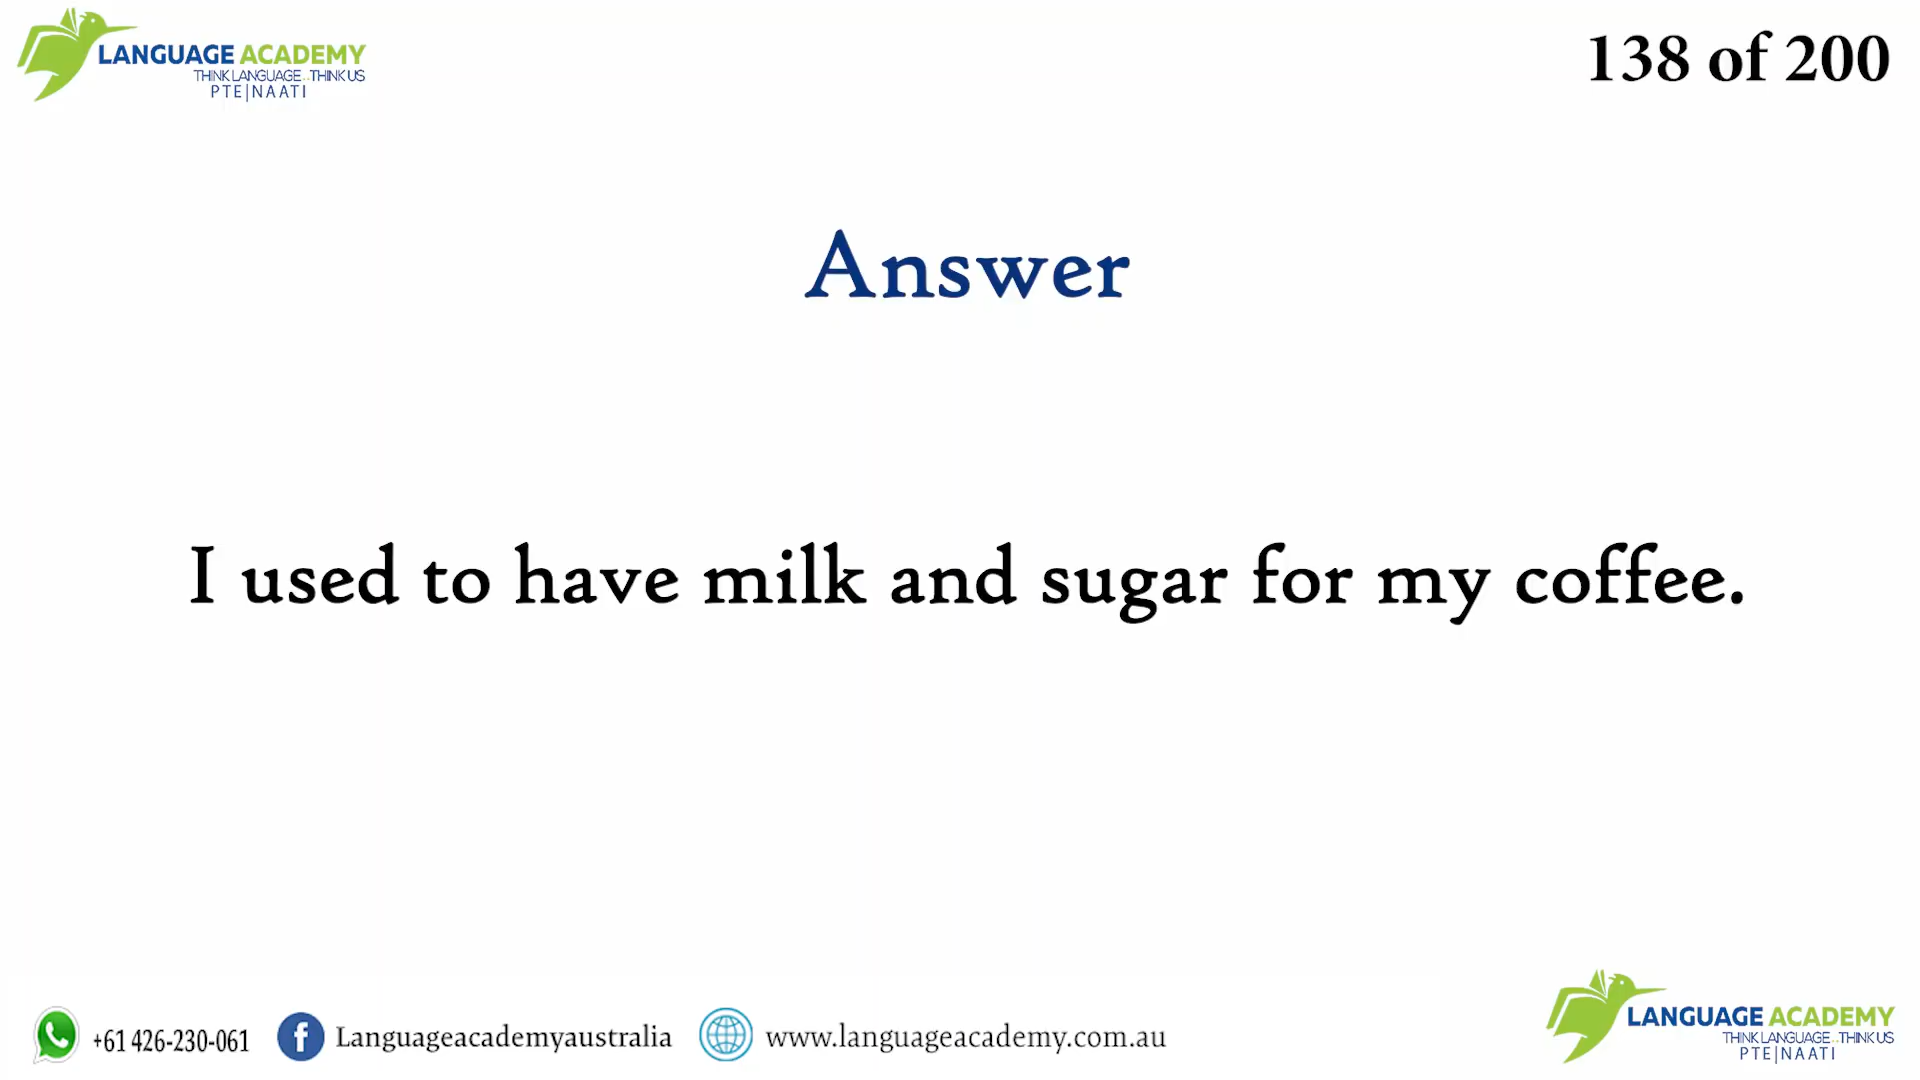 LANGUAGE ACADEMY
THINK LANGUAGE..THINK US
PTE|NAATI
138 of 200
Answer
I used to have milk and sugar for my coffee.
+61 426-230-061
Languageacademyaustralia
www.languageacademy.com.au
LANGUAGE ACADEMY
THINK LANGUAGE..THINK US
PTE|NAATI